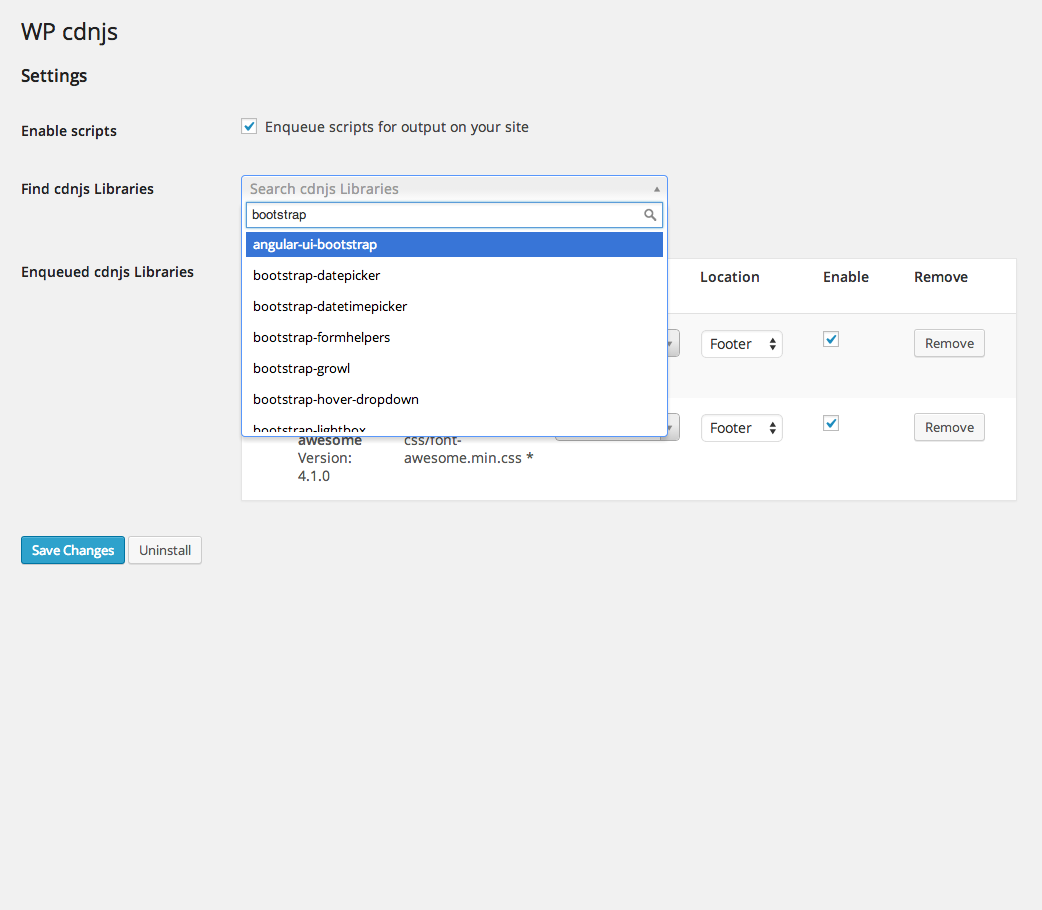 WP cdnjs
Settings
Enable scripts
Enqueue scripts for output on your site
Find cdnjs Libraries
Search cdnjs Libraries
bootstrap
angular-ui-bootstrap
bootstrap-datepicker
bootstrap-datetimepicker
bootstrap-formhelpers
bootstrap-growl
bootstrap-hover-dropdown
bootstrap-lightbox
Enqueued cdnjs Libraries
Location Enable Remove
Footer Remove
Footer Remove
awesome css/font-
Version: awesome.min.css *
4.1.0
Save Changes Uninstall